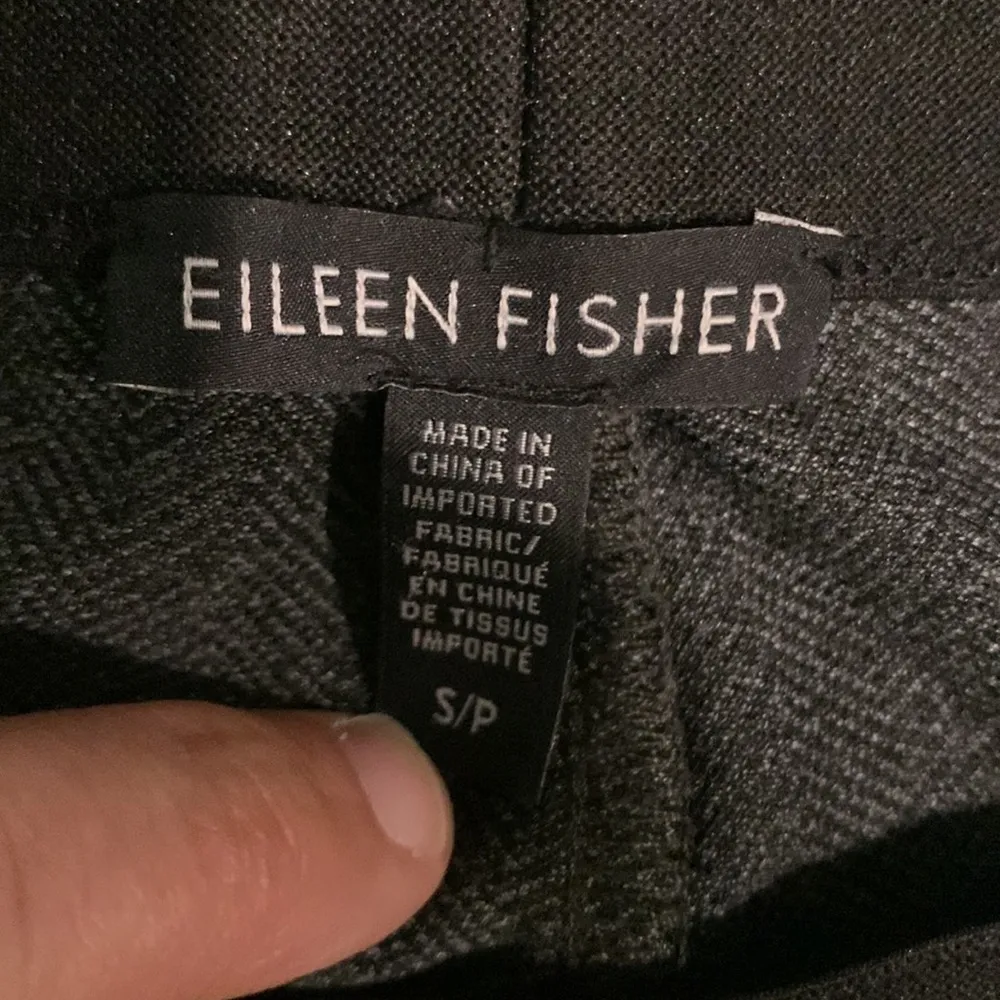 EILEEN FISHER
MADE IN
CHINA OF
IMPORTED
FABRIC/
FABRIQUÉ
EN CHINE
DE TISSUS
IMPORTÉ
S/P